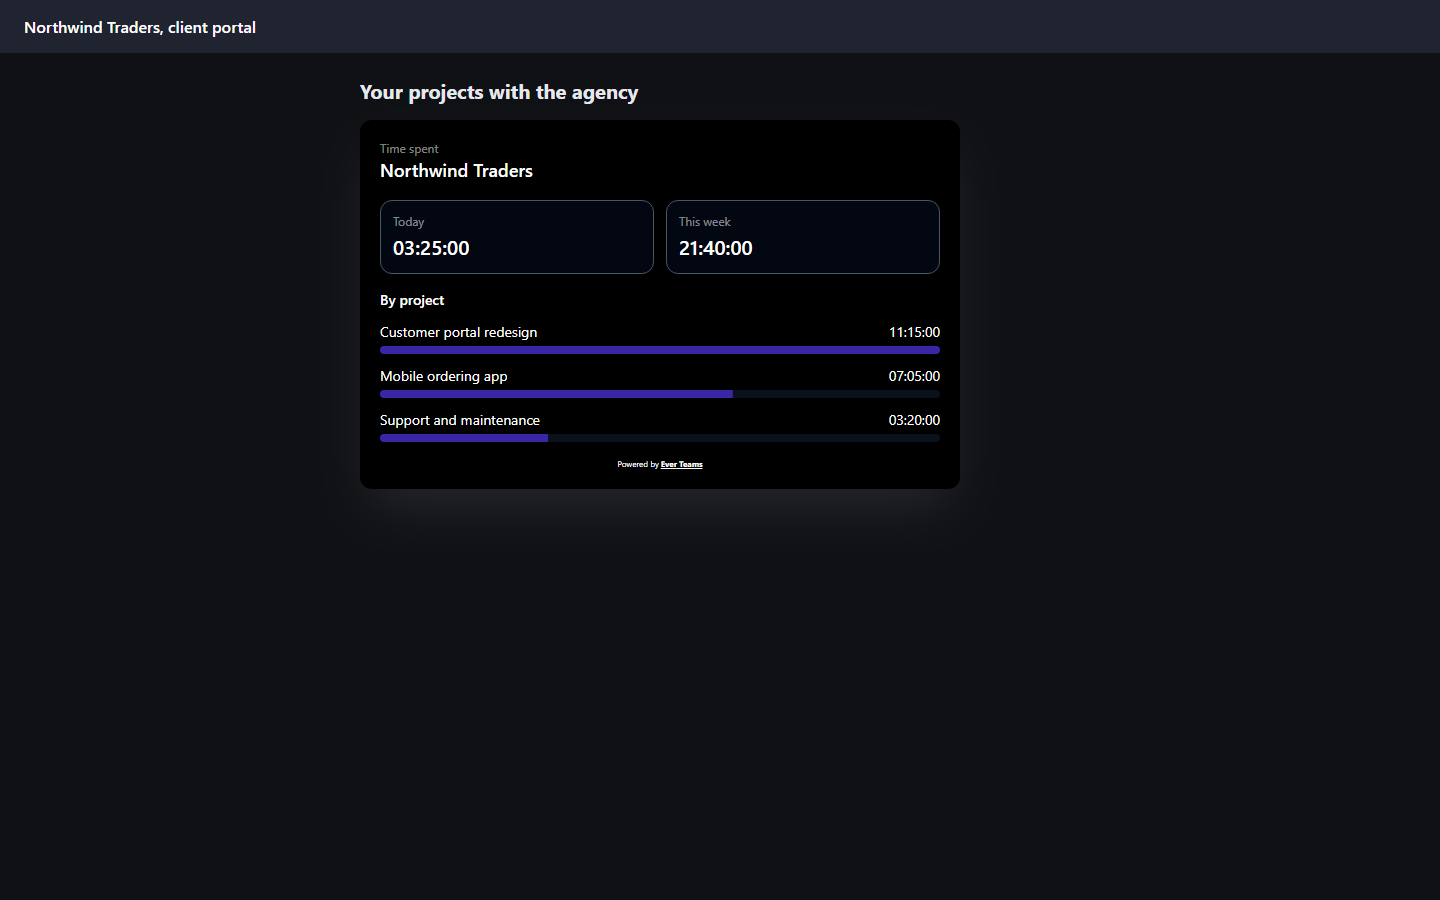 Northwind Traders, client portal
Your projects with the agency
Time spent
Northwind Traders
Today
03:25:00
This week
21:40:00
By project
Customer portal redesign 11:15:00
Mobile ordering app 07:05:00
Support and maintenance 03:20:00
Powered by Ever Teams